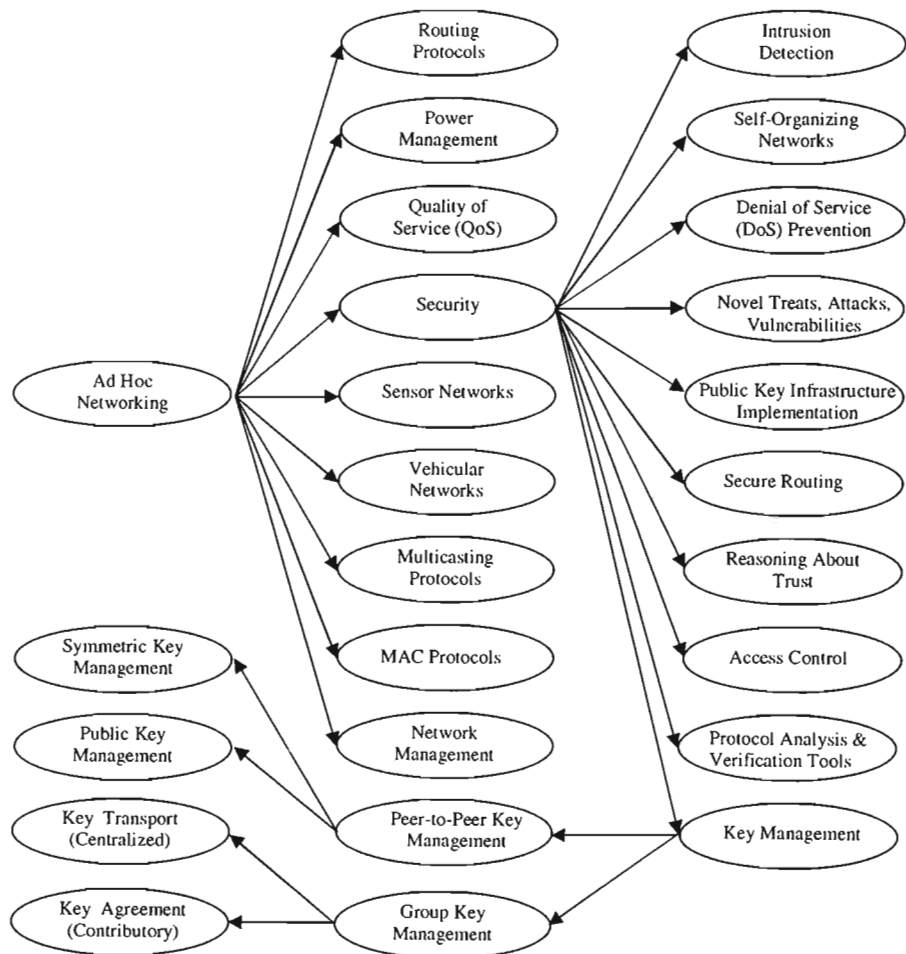 Routing
Protocols
Power
Management
Quality of
Service (QoS)
Security
Sensor Networks
Vehicular
Networks
Multicasting
Protocols
MAC Protocols
Network
Management
Peer-to-Peer Key
Management
Group Key
Management
Intrusion
Detection
Self-Organizing
Networks
Denial of Service
(DoS) Prevention
Novel Treats, Attacks,
Vulnerabilities
Public Key Infrastructure
Implementation
Secure Routing
Reasoning About
Trust
Access Control
Protocol Analysis &
Verification Tools
Key Management
Ad Hoc
Networking
Symmetric Key
Management
Public Key
Management
Key Transport
(Centralized)
Key Agreement
(Contributory)